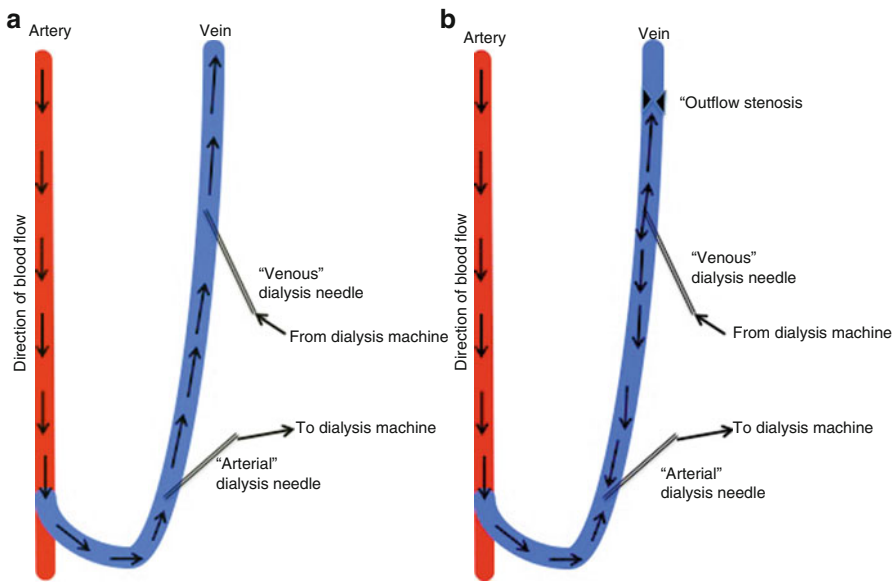 a
Artery
Vein
Direction of blood flow
“Venous”
dialysis needle
From dialysis machine
To dialysis machine
“Arterial”
dialysis needle
b
Artery
Vein
“Outflow stenosis
Direction of blood flow
“Venous”
dialysis needle
From dialysis machine
To dialysis machine
“Arterial”
dialysis needle